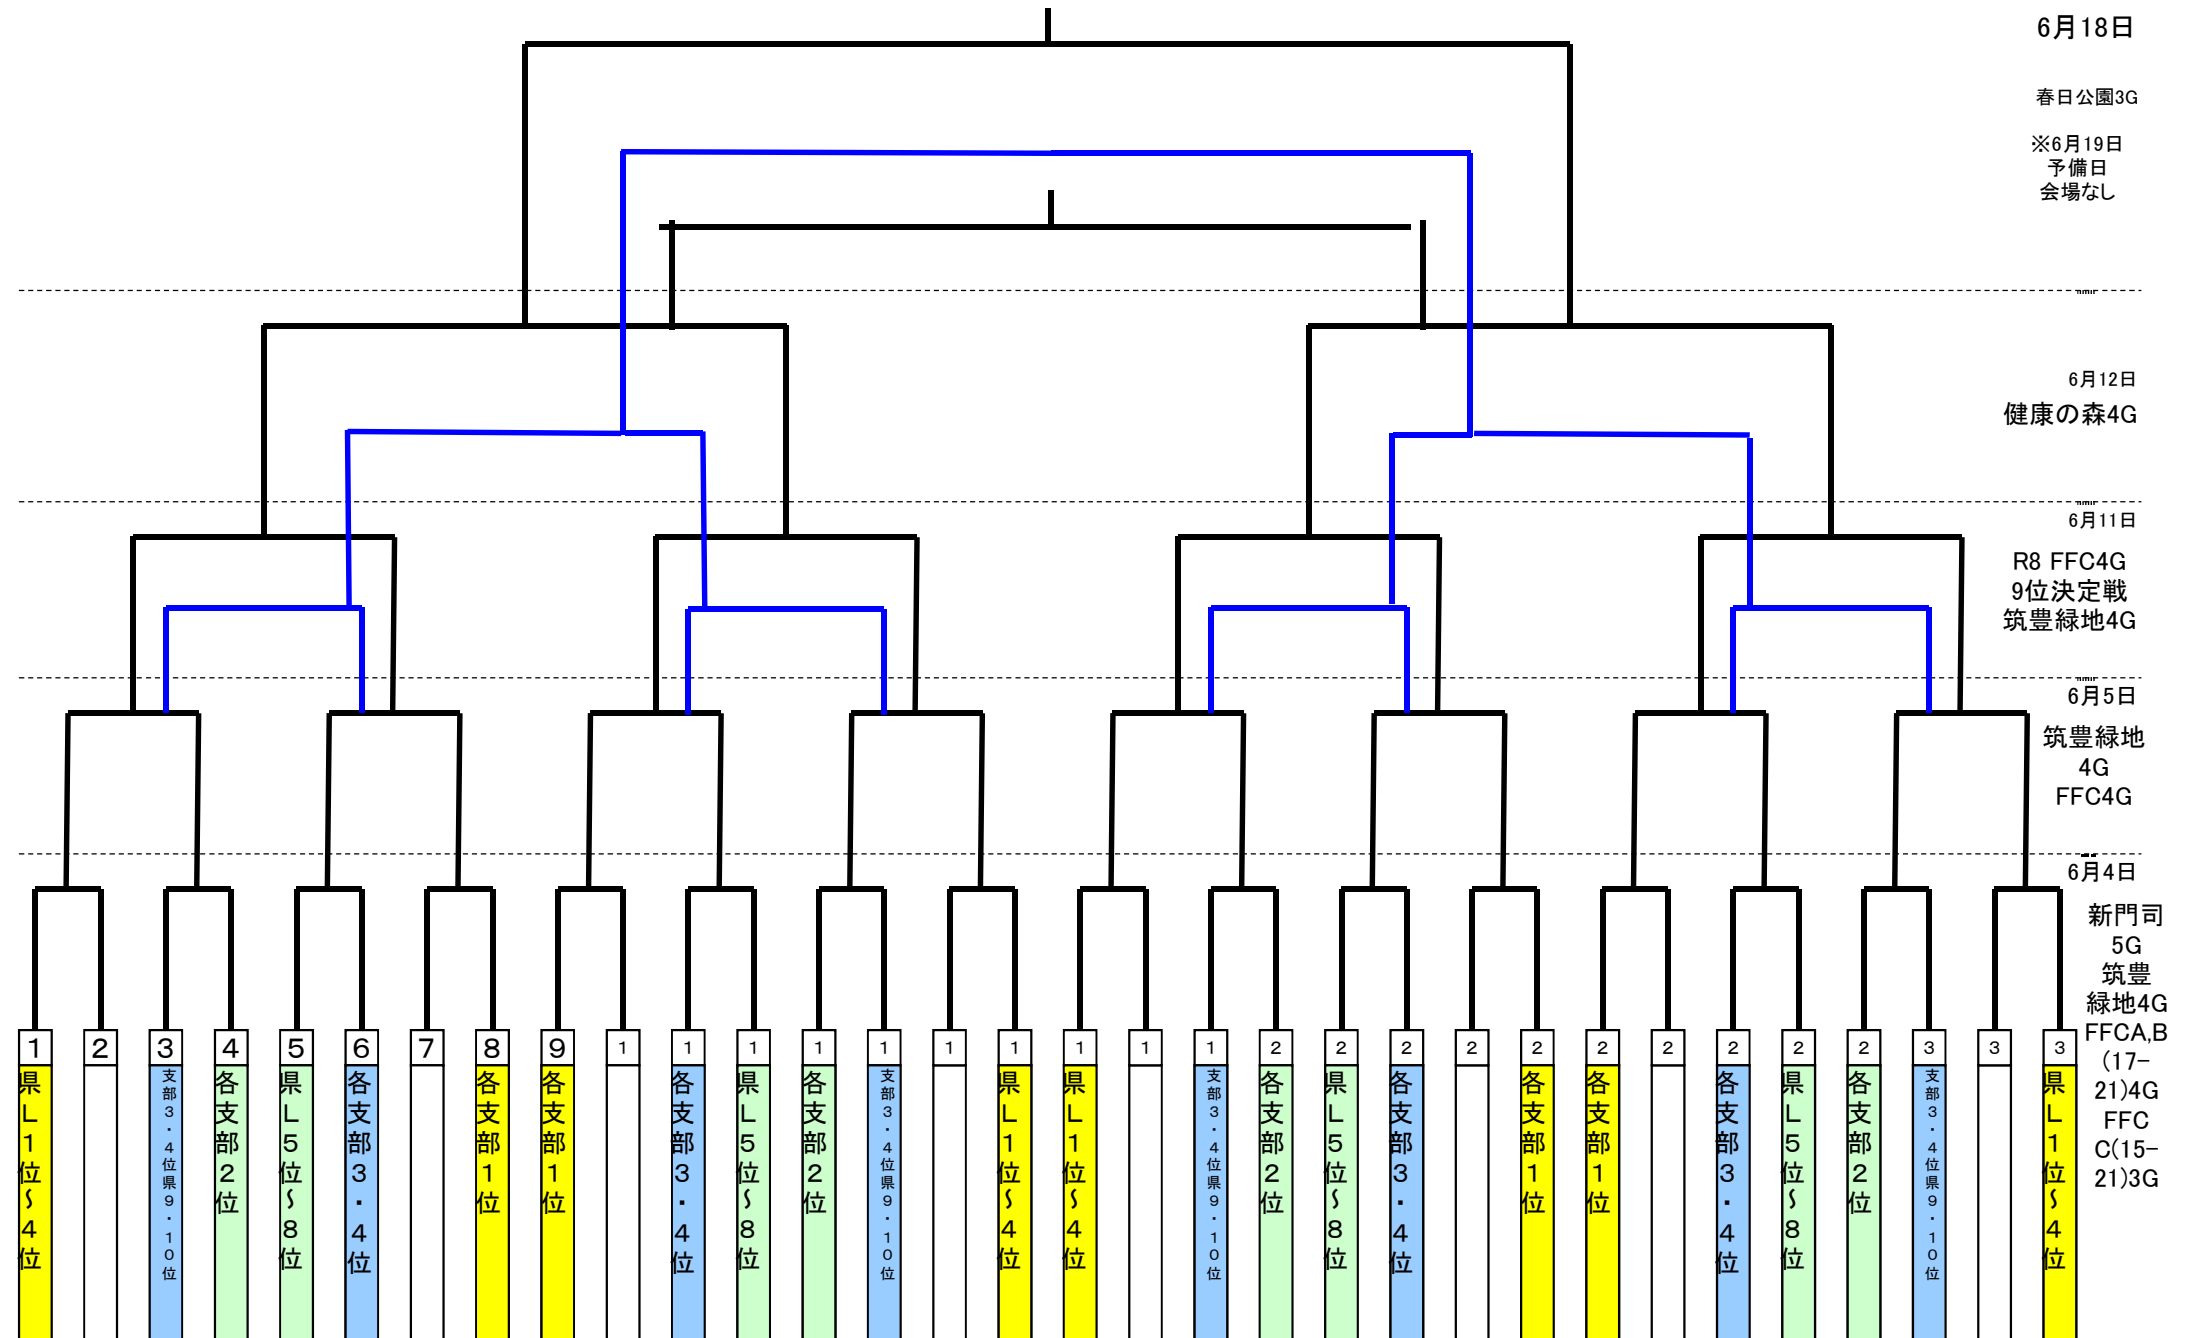 6月18日
春日公園3G
※6月19日
予備日
会場なし
6月12日
健康の森4G
6月11日
R8 FFC4G
9位決定戦
筑豊緑地4G
6月5日
筑豊緑地
4G
FFC4G
6月4日
新門司
5G
筑豊
緑地4G
FFCA,B
(17-
21)4G
FFC
C(15-
21)3G
1 2 3 4 5 6 7 8 9 1 1 1 1 1 1 1 1 1 1 2 2 2 2 2 2 2 2 2 2 3 3 3
県L1位~4位
支部3・4位県9・10位
各支部2位
県L5位~8位
各支部3・4位
各支部1位
各支部1位
各支部3・4位
県L5位~8位
各支部2位
支部3・4位県9・10位
県L1位~4位
県L1位~4位
支部3・4位県9・10位
各支部2位
県L5位~8位
各支部3・4位
各支部1位
各支部1位
各支部3・4位
県L5位~8位
各支部2位
支部3・4位県9・10位
県L1位~4位